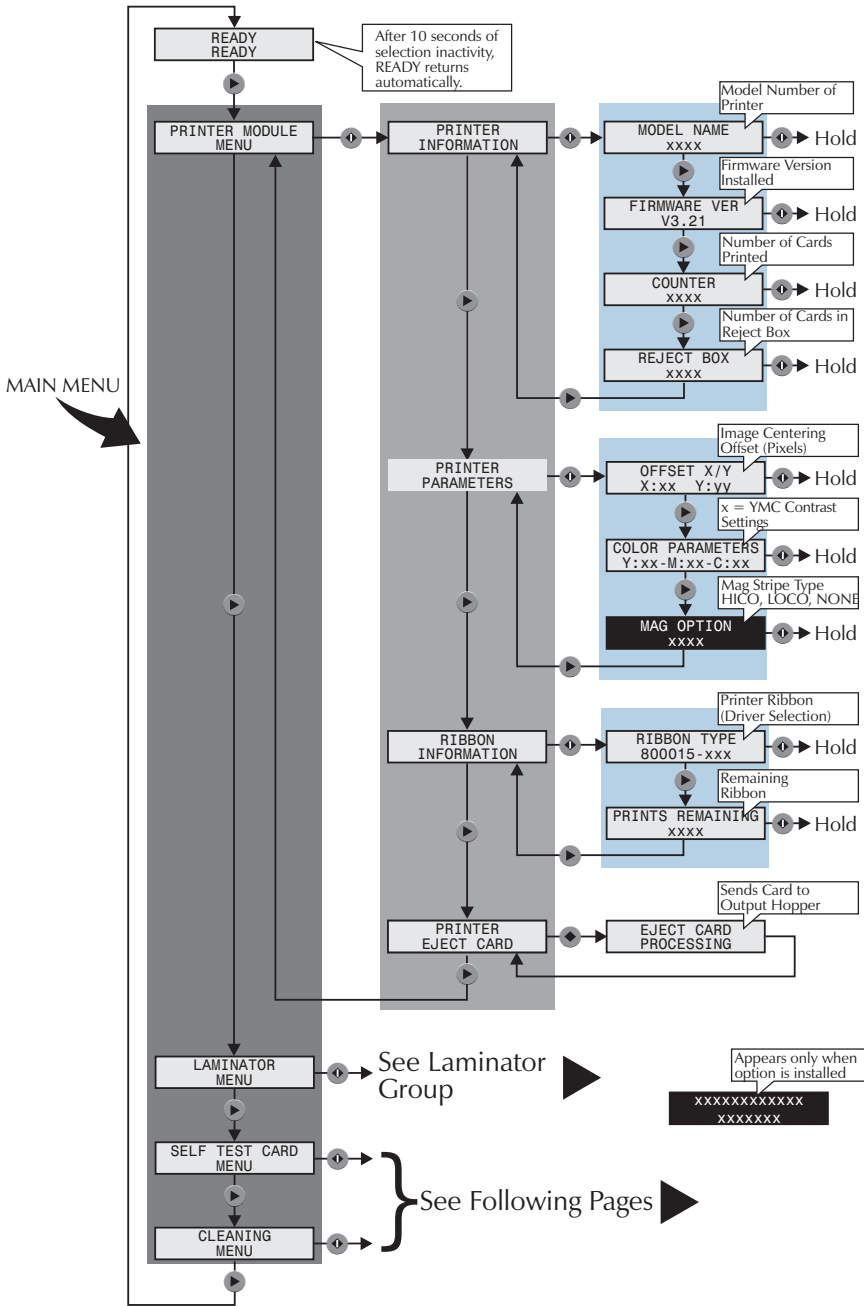 READY
READY
After 10 seconds of
selection inactivity,
READY returns
automatically.
MAIN MENU
PRINTER MODULE
MENU
PRINTER
INFORMATION
Model Number of
Printer
MODEL NAME
xxxx
Hold
Firmware Version
Installed
FIRMWARE VER
V3.21
Hold
Number of Cards
Printed
COUNTER
xxxx
Hold
Number of Cards in
Reject Box
REJECT BOX
xxxx
Hold
PRINTER
PARAMETERS
Image Centering
Offset (Pixels)
OFFSET X/Y
X:xx Y:yy
Hold
x = YMC Contrast
Settings
COLOR PARAMETERS
Y:xx-M:xx-C:xx
Hold
Mag Stripe Type
HICO, LOCO, NONE
MAG OPTION
xxxx
Hold
RIBBON
INFORMATION
Printer Ribbon
(Driver Selection)
RIBBON TYPE
800015-xxx
Hold
Remaining
Ribbon
PRINTS REMAINING
xxxx
Hold
PRINTER
EJECT CARD
Sends Card to
Output Hopper
EJECT CARD
PROCESSING
LAMINATOR
MENU
See Laminator
Group
Appears only when
option is installed
xxxxxxxxxxxx
xxxxxxx
SELF TEST CARD
MENU
See Following Pages
CLEANING
MENU